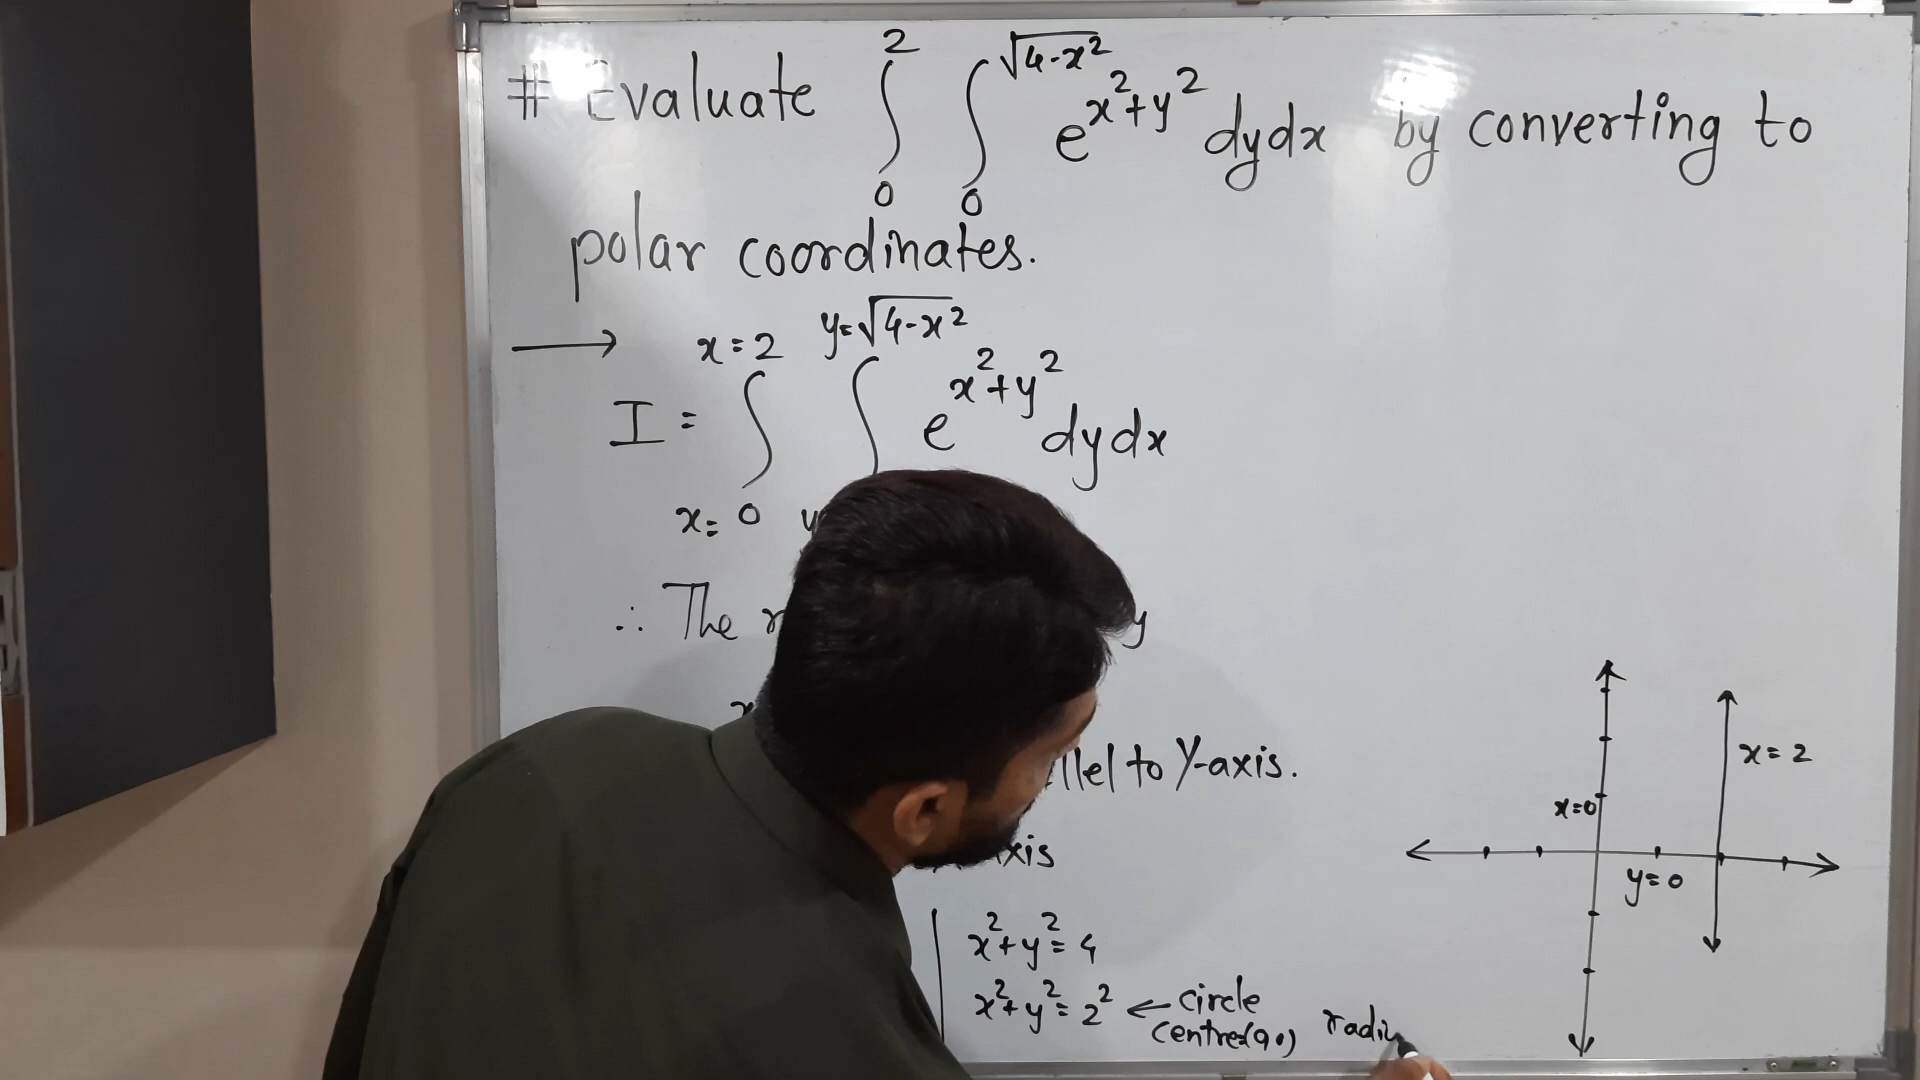 # Evaluate ∫₀² ∫₀^√(4-x²) e^(x²+y²) dydx by converting to
polar coordinates.
→ I = ∫_(x=0)^(x=2) ∫^(y=√(4-x²)) e^(x²+y²) dydx
∴ The
llel to Y-axis.
x²+y²=4
x²+y²=2² ← circle
centre(0,0) radiu
x=2
x=0
y=0